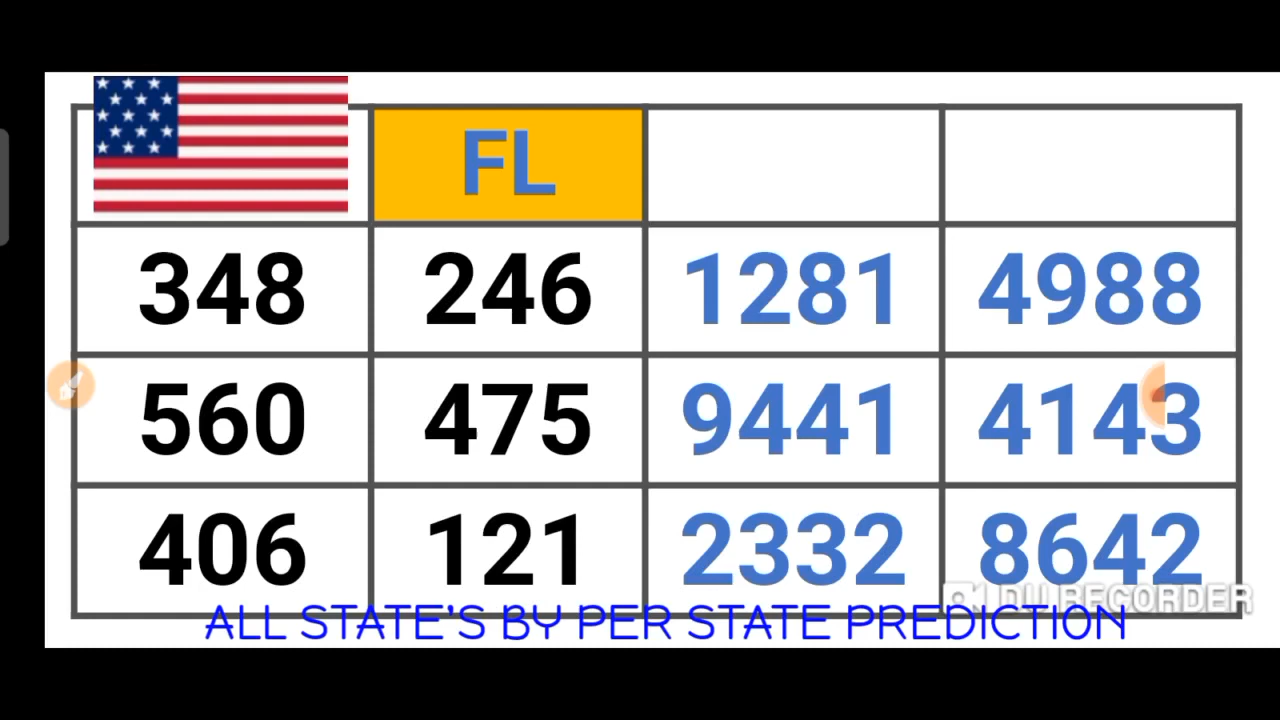 FL
348 246 1281 4988
560 475 9441 4143
406 121 2332 8642
DU RECORDER
ALL STATE'S BY PER STATE PREDICTION